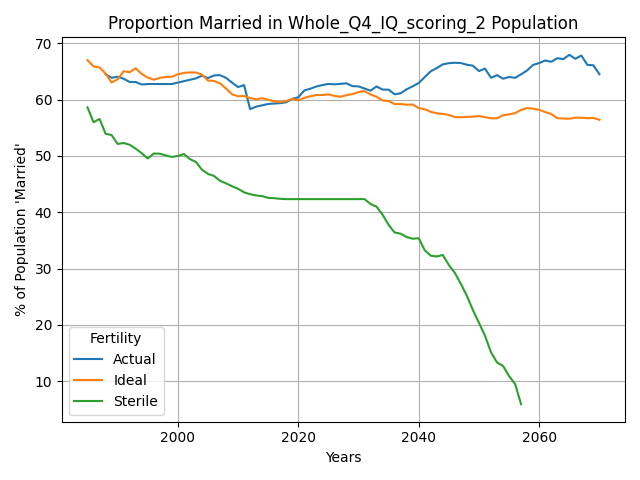 Proportion Married in Whole_Q4_IQ_scoring_2 Population
% of Population 'Married'
70
60
50
40
30
20
10
Fertility
Actual
Ideal
Sterile
2000 2020 2040 2060
Years